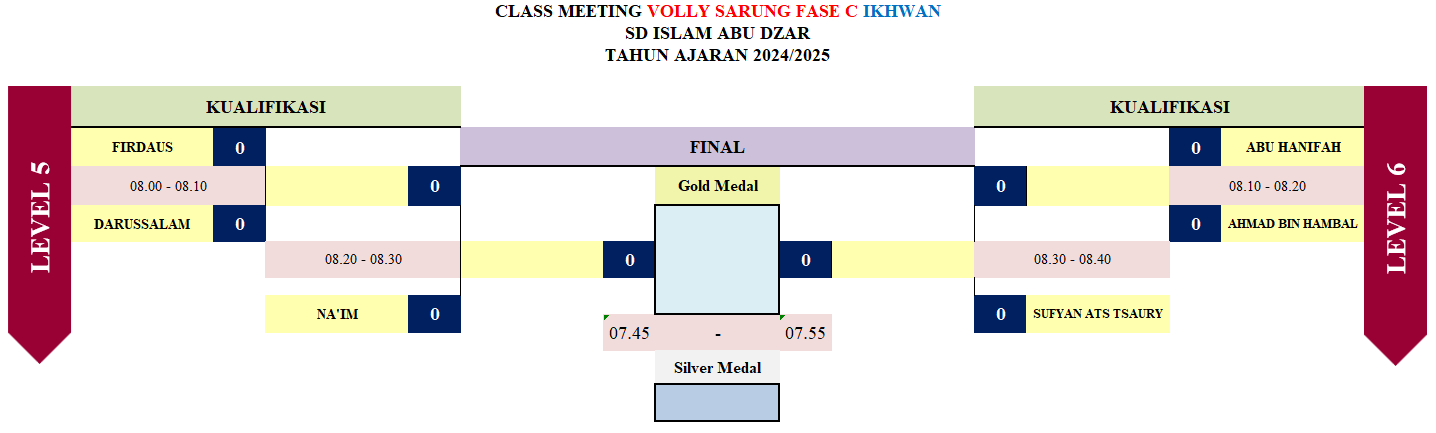 CLASS MEETING VOLLY SARUNG FASE C IKHWAN
SD ISLAM ABU DZAR
TAHUN AJARAN 2024/2025
LEVEL 5
KUALIFIKASI
FIRDAUS 0
08.00 - 08.10
0
DARUSSALAM 0
08.20 - 08.30
NA'IM 0
FINAL
Gold Medal
0 0
07.45 - 07.55
Silver Medal
KUALIFIKASI
0 ABU HANIFAH
0
08.10 - 08.20
0 AHMAD BIN HAMBAL
08.30 - 08.40
0 SUFYAN ATS TSAURY
LEVEL 6